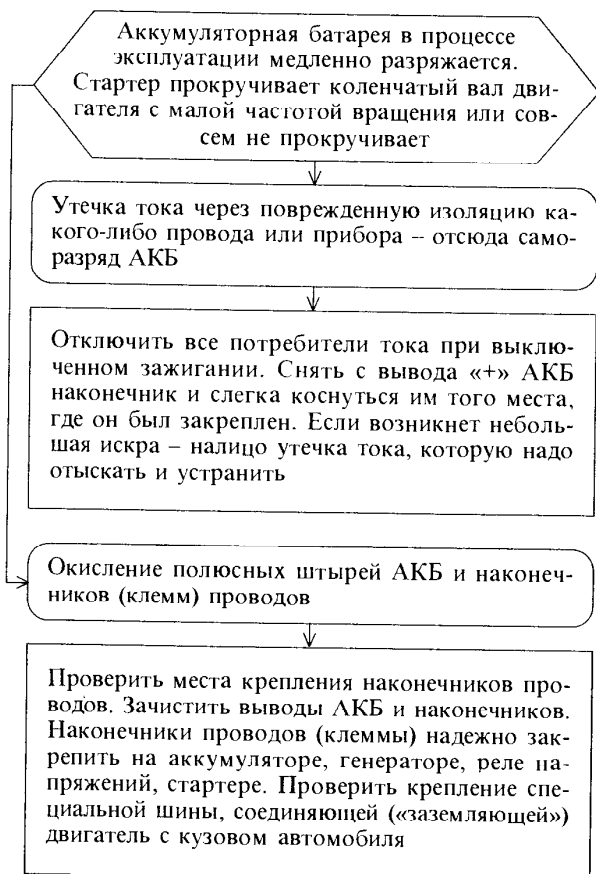 Аккумуляторная батарея в процессе
эксплуатации медленно разряжается.
Стартер прокручивает коленчатый вал дви-
гателя с малой частотой вращения или сов-
сем не прокручивает
Утечка тока через поврежденную изоляцию ка-
кого-либо провода или прибора – отсюда само-
разряд АКБ
Отключить все потребители тока при выклю-
ченном зажигании. Снять с вывода «+» АКБ
наконечник и слегка коснуться им того места,
где он был закреплен. Если возникнет неболь-
шая искра – налицо утечка тока, которую надо
отыскать и устранить
Окисление полюсных штырей АКБ и наконеч-
ников (клемм) проводов
Проверить места крепления наконечников про-
водов. Зачистить выводы АКБ и наконечников.
Наконечники проводов (клеммы) надежно зак-
репить на аккумуляторе, генераторе, реле на-
пряжений, стартере. Проверить крепление спе-
циальной шины, соединяющей («заземляющей»)
двигатель с кузовом автомобиля